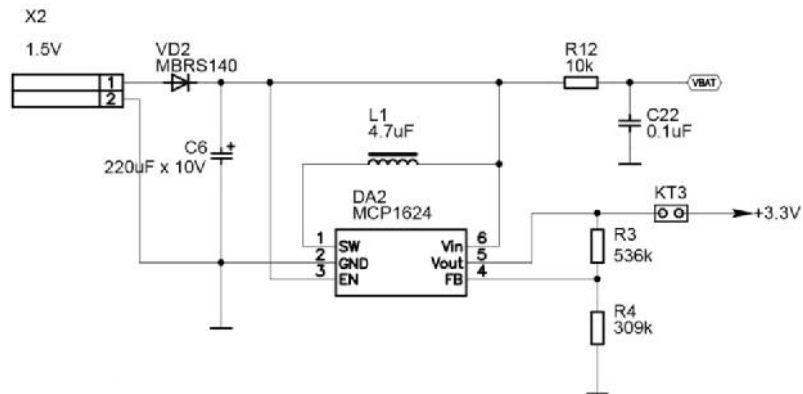 X2
1.5V
1
2
VD2
MBRS140
R12
10k
VBAT
C22
0.1uF
L1
4.7uF
C6
+
220uF x 10V
DA2
MCP1624
1
SW
Vin
6
2
GND
Vout
5
3
EN
FB
4
KT3
+3.3V
R3
536k
R4
309k